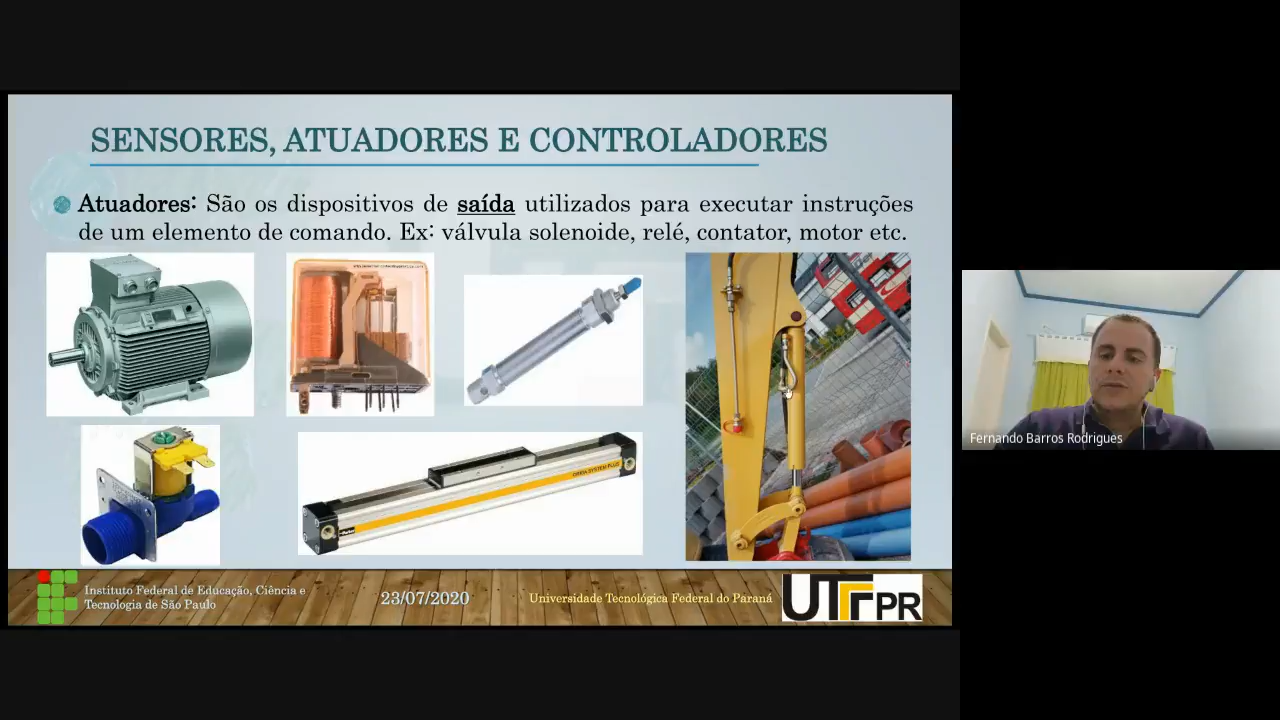 SENSORES, ATUADORES E CONTROLADORES
Atuadores: São os dispositivos de saída utilizados para executar instruções
de um elemento de comando. Ex: válvula solenoide, relé, contator, motor etc.
Instituto Federal de Educação, Ciência e
Tecnologia de São Paulo
23/07/2020
Universidade Tecnológica Federal do Paraná
UTFPR
Fernando Barros Rodrigues